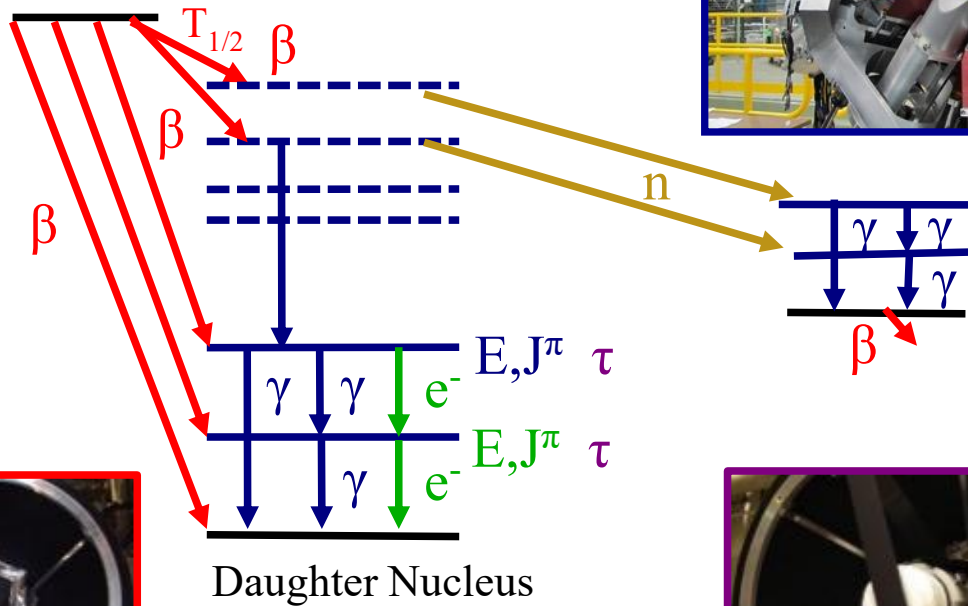 T1/2
β
β
n
β
γ γ
γ
β
E,Jπ τ
γ γ e-
E,Jπ τ
γ e-
Daughter Nucleus